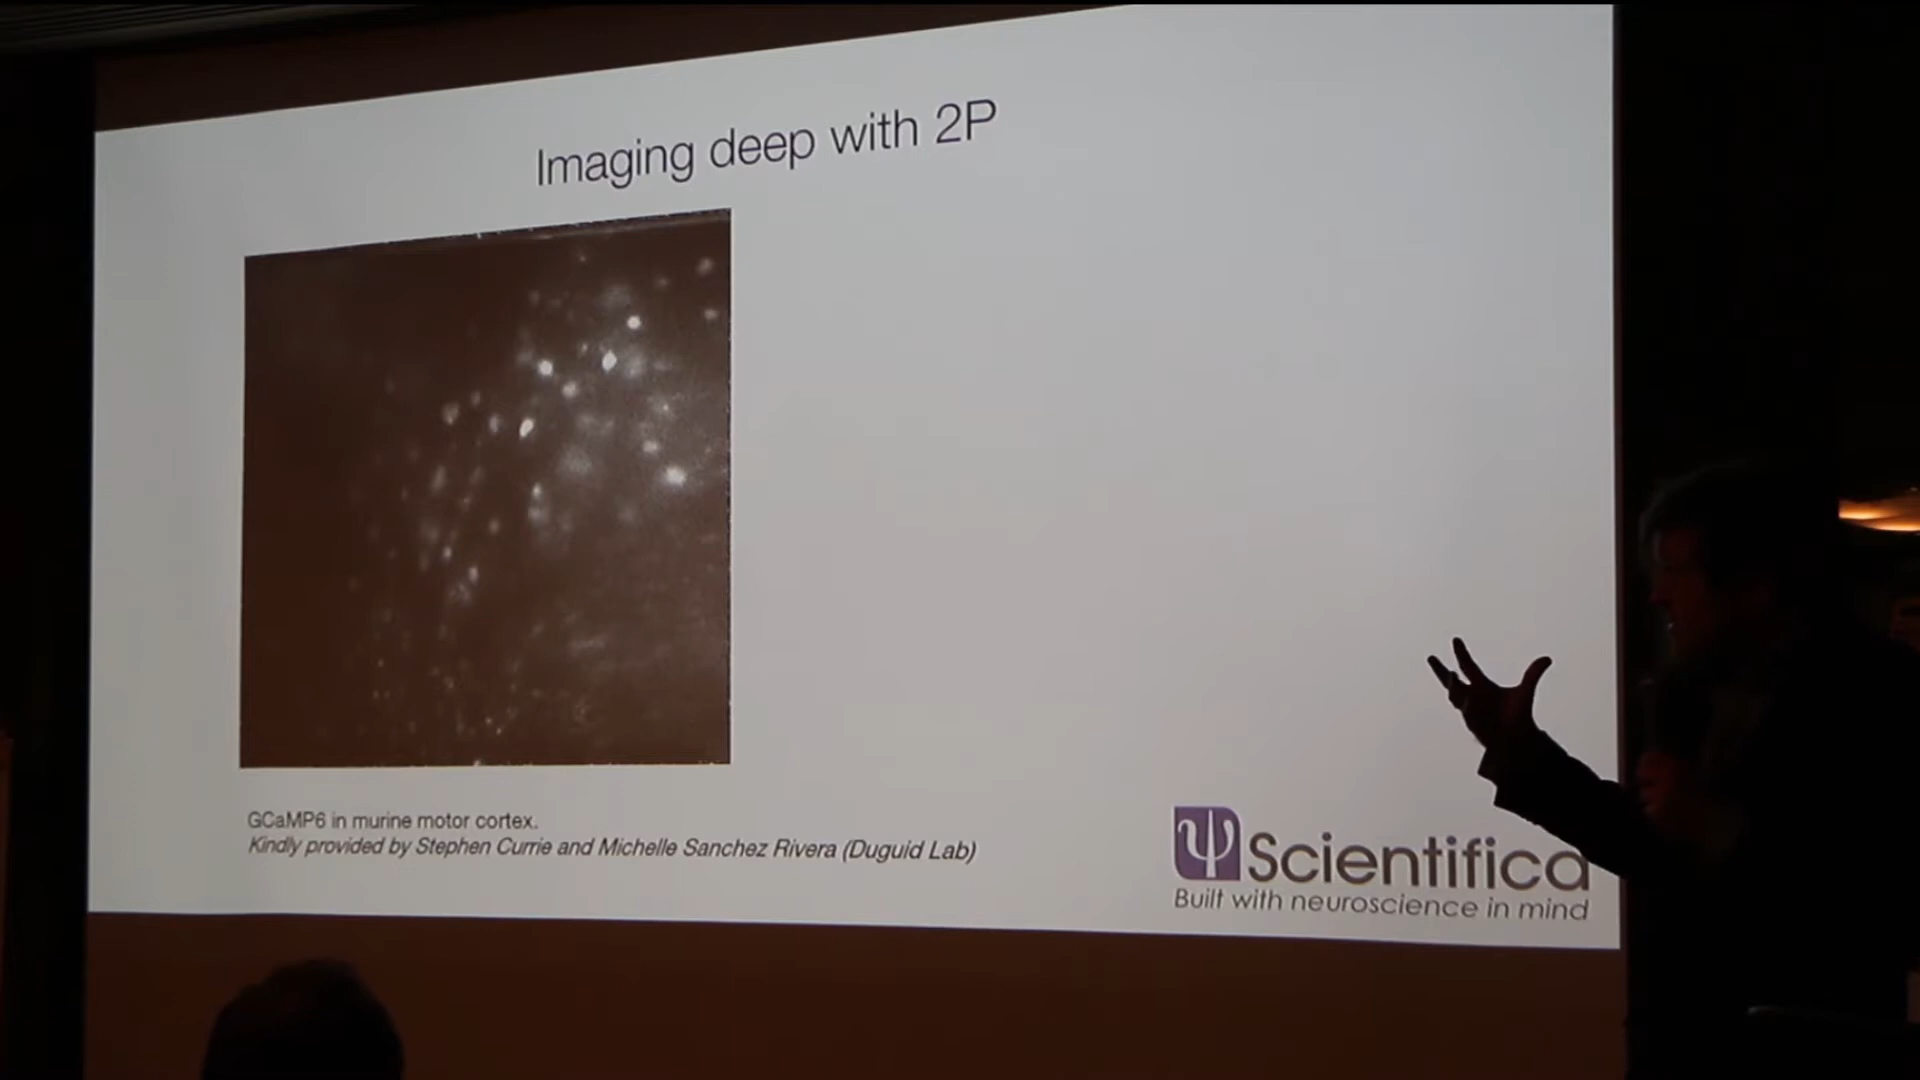 Imaging deep with 2P
GCaMP6 in murine motor cortex.
Kindly provided by Stephen Currie and Michelle Sanchez Rivera (Duguid Lab)
Scientifica
Built with neuroscience in mind